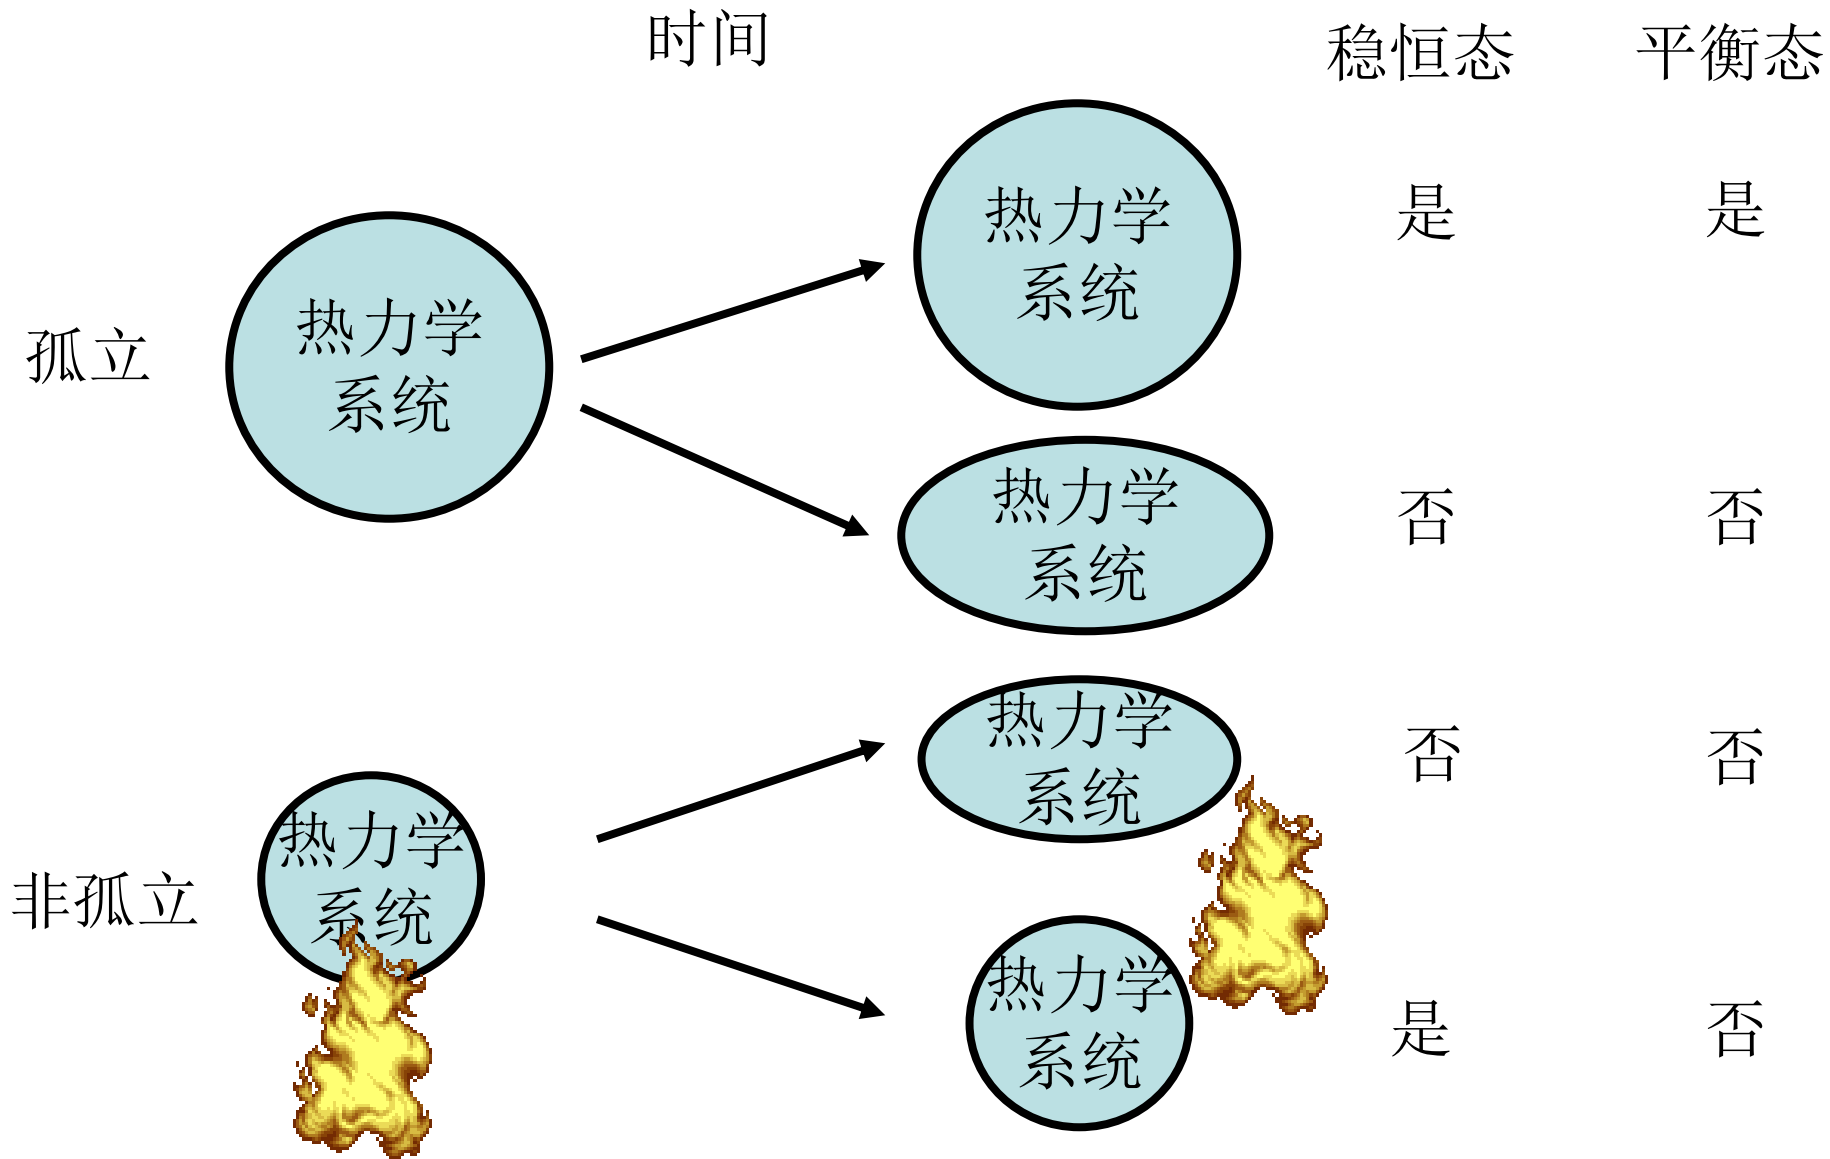 时间
稳恒态
平衡态
热力学
系统
是
是
孤立
热力学
系统
热力学
系统
否
否
热力学
系统
否
否
非孤立
热力学
系统
热力学
系统
是
否